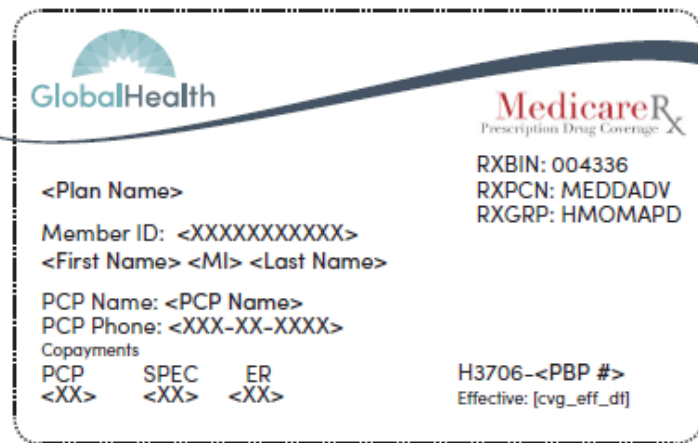 GlobalHealth
MedicareRx
Prescription Drug Coverage
RXBIN: 004336
RXPCN: MEDDADV
RXGRP: HMOMAPD
<Plan Name>
Member ID: <XXXXXXXXXXX>
<First Name> <MI> <Last Name>
PCP Name: <PCP Name>
PCP Phone: <XXX-XX-XXXX>
Copayments
PCP SPEC ER
<XX> <XX> <XX>
H3706-<PBP #>
Effective: [cvg_eff_dt]